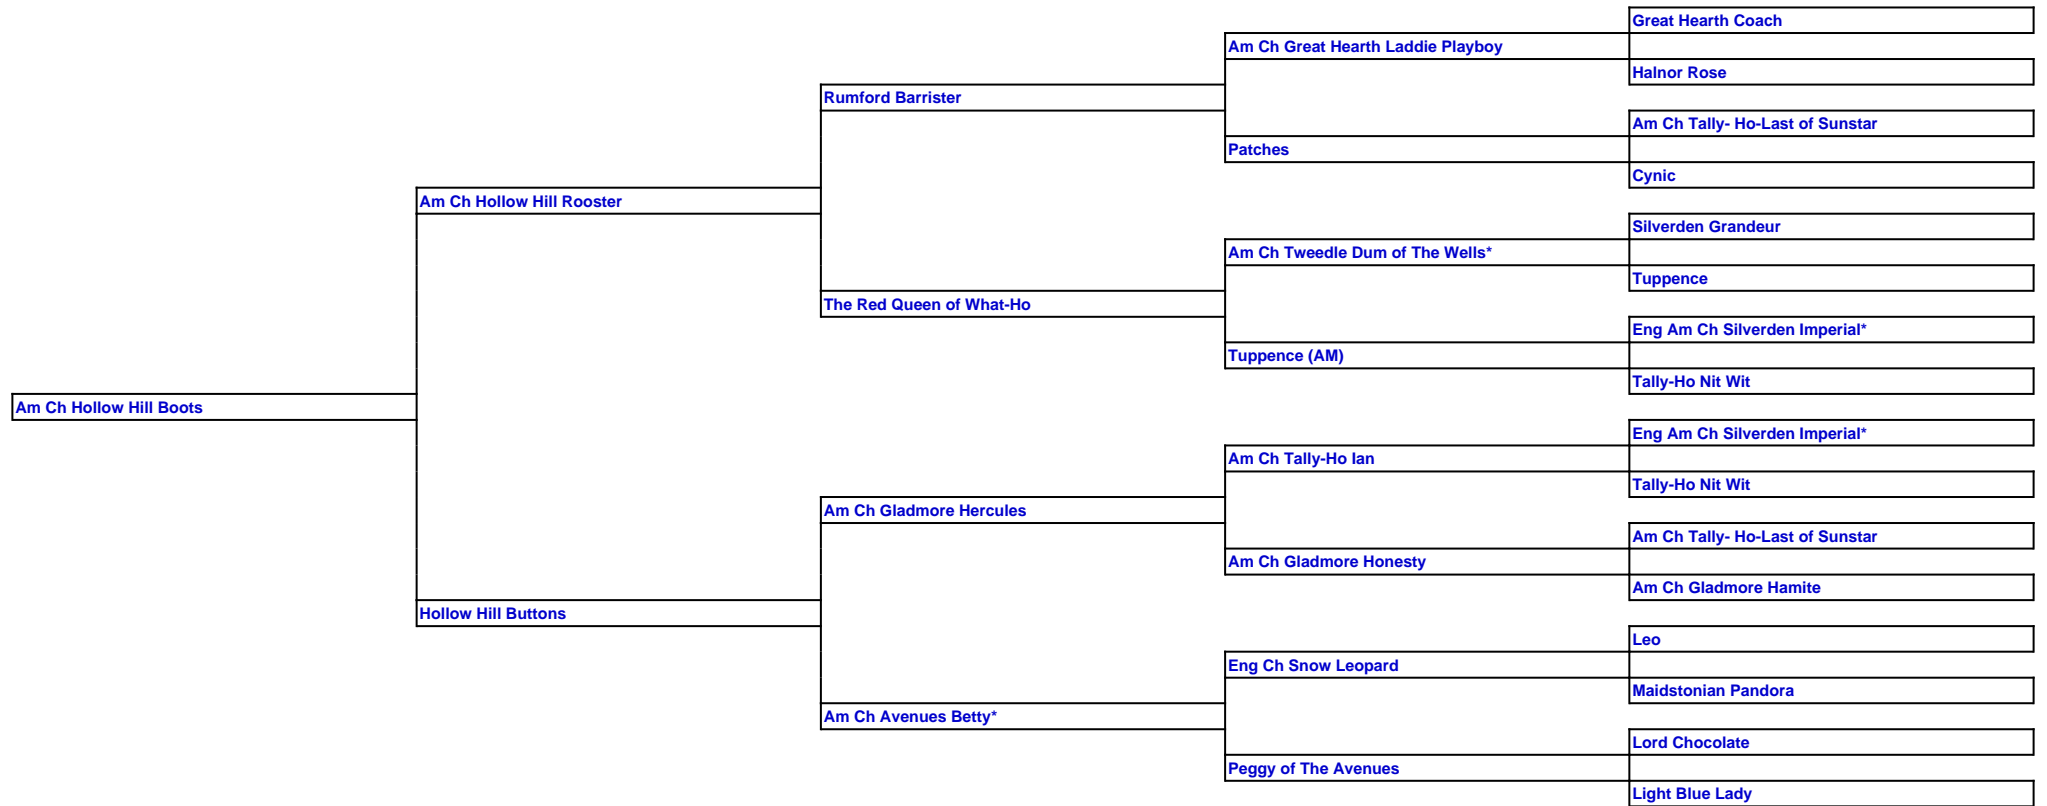 Great Hearth Coach
Am Ch Great Hearth Laddie Playboy
Halnor Rose
Rumford Barrister
Am Ch Tally- Ho-Last of Sunstar
Patches
Cynic
Am Ch Hollow Hill Rooster
Silverden Grandeur
Am Ch Tweedle Dum of The Wells*
Tuppence
The Red Queen of What-Ho
Eng Am Ch Silverden Imperial*
Tuppence (AM)
Tally-Ho Nit Wit
Am Ch Hollow Hill Boots
Eng Am Ch Silverden Imperial*
Am Ch Tally-Ho Ian
Tally-Ho Nit Wit
Am Ch Gladmore Hercules
Am Ch Tally- Ho-Last of Sunstar
Am Ch Gladmore Honesty
Am Ch Gladmore Hamite
Hollow Hill Buttons
Leo
Eng Ch Snow Leopard
Maidstonian Pandora
Am Ch Avenues Betty*
Lord Chocolate
Peggy of The Avenues
Light Blue Lady